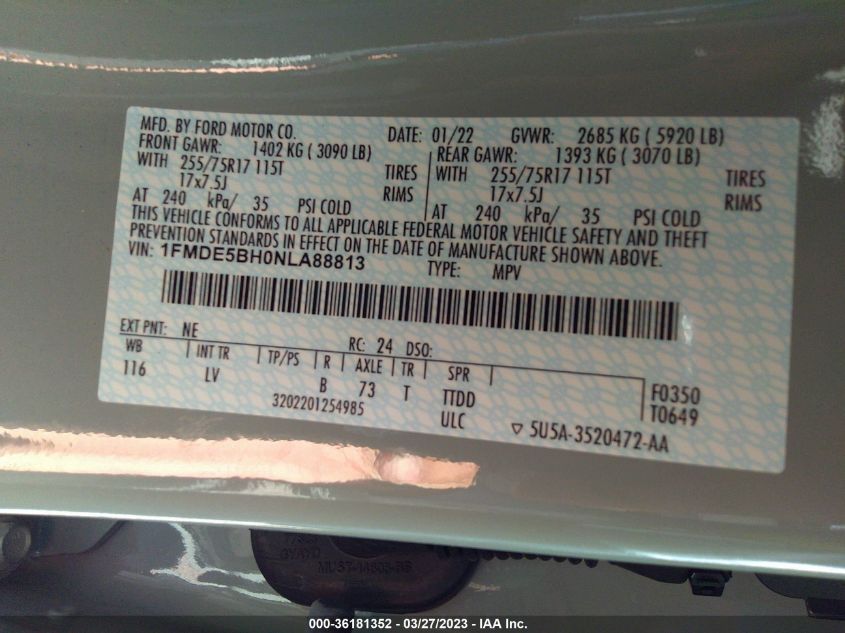 MFD. BY FORD MOTOR CO. DATE: 01/22 GVWR: 2685 KG ( 5920 LB)
FRONT GAWR: 1402 KG ( 3090 LB) REAR GAWR: 1393 KG ( 3070 LB)
WITH 255/75R17 115T TIRES WITH 255/75R17 115T TIRES
17x7.5J RIMS 17x7.5J RIMS
AT 240 kPa/ 35 PSI COLD AT 240 kPa/ 35 PSI COLD
THIS VEHICLE CONFORMS TO ALL APPLICABLE FEDERAL MOTOR VEHICLE SAFETY AND THEFT
PREVENTION STANDARDS IN EFFECT ON THE DATE OF MANUFACTURE SHOWN ABOVE.
VIN: 1FMDE5BH0NLA88813 TYPE: MPV
EXT PNT: NE RC: 24 DSO:
WB INT TR TP/PS R AXLE TR SPR
116 LV B 73 T TTDD F0350
3202201254985 ULC T0649
▽ 5U5A-3520472-AA
000-36181352 — 03/27/2023 — IAA Inc.